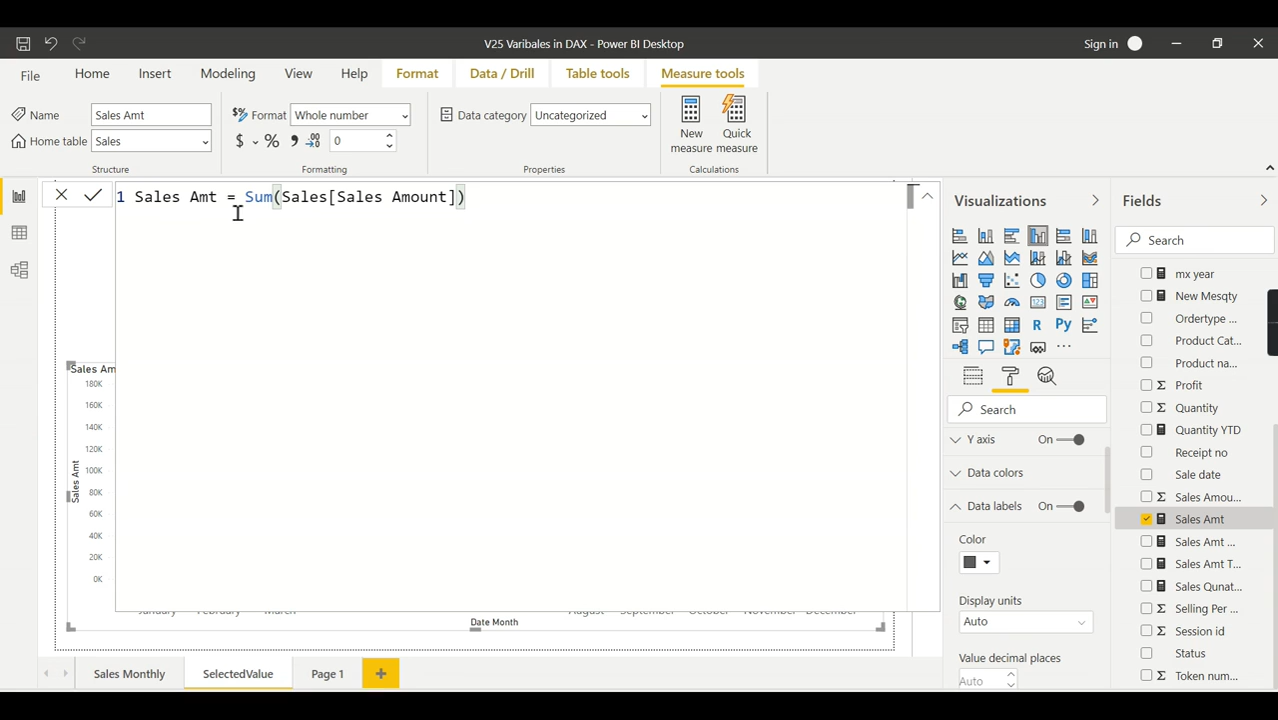 V25 Varibales in DAX - Power BI Desktop
Sign in
File Home Insert Modeling View Help Format Data / Drill Table tools Measure tools
Name Sales Amt
Home table Sales
Structure
Format Whole number
$ % 9 .00 0
Formatting
Data category Uncategorized
Properties
New measure
Quick measure
Calculations
1 Sales Amt = Sum(Sales[Sales Amount])
Sales Am
180K
160K
140K
120K
100K
80K
60K
40K
20K
0K
Sales Amt
January February March August September October November December
Date Month
Sales Monthly SelectedValue Page 1 +
Visualizations
123
R Py
Search
Y axis On
Data colors
Data labels On
Color
Display units
Auto
Value decimal places
Auto
Fields
Search
mx year
New Mesqty
Ordertype ...
Product Cat...
Product na...
Σ Profit
Σ Quantity
Quantity YTD
Receipt no
Sale date
Σ Sales Amou...
Sales Amt
Sales Amt ...
Sales Amt T...
Sales Qunat...
Σ Selling Per ...
Σ Session id
Status
Σ Token num...